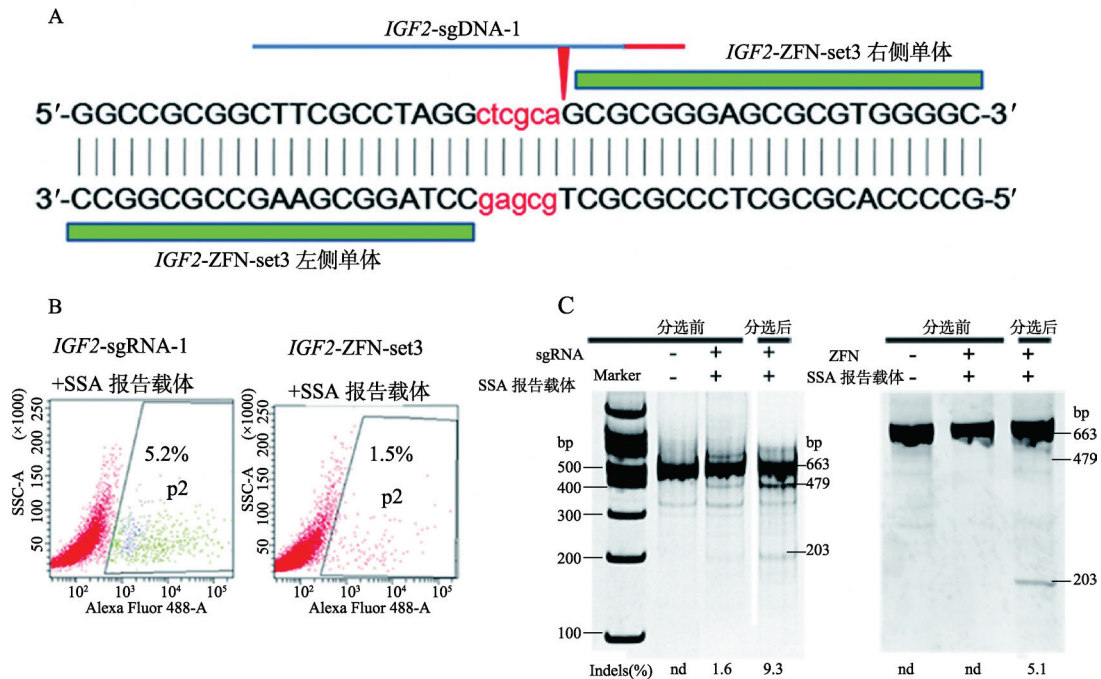 A
IGF2-sgDNA-1
IGF2-ZFN-set3 右侧单体
5′-GGCCGCGGCTTCGCCTAGGctcgcaGCGCGGGAGCGCGTGGGGC-3′
3′-CCGGCGCCGAAGCGGATCCgagcgTCGCGCCCTCGCGCACCCCG-5′
IGF2-ZFN-set3 左侧单体
B
IGF2-sgRNA-1
+SSA 报告载体
IGF2-ZFN-set3
+SSA 报告载体
(×1000)
250
200
150
100
50
SSC-A
5.2%
p2
10² 10³ 10⁴ 10⁵
Alexa Fluor 488-A
(×1000)
250
200
150
100
50
SSC-A
1.5%
p2
10² 10³ 10⁴ 10⁵
Alexa Fluor 488-A
C
分选前 分选后
sgRNA - + +
SSA 报告载体 - + +
Marker
bp
500
400
300
200
100
bp
663
479
203
Indels(%) nd 1.6 9.3
分选前 分选后
ZFN - + +
SSA 报告载体 - + +
bp
663
479
203
nd nd 5.1